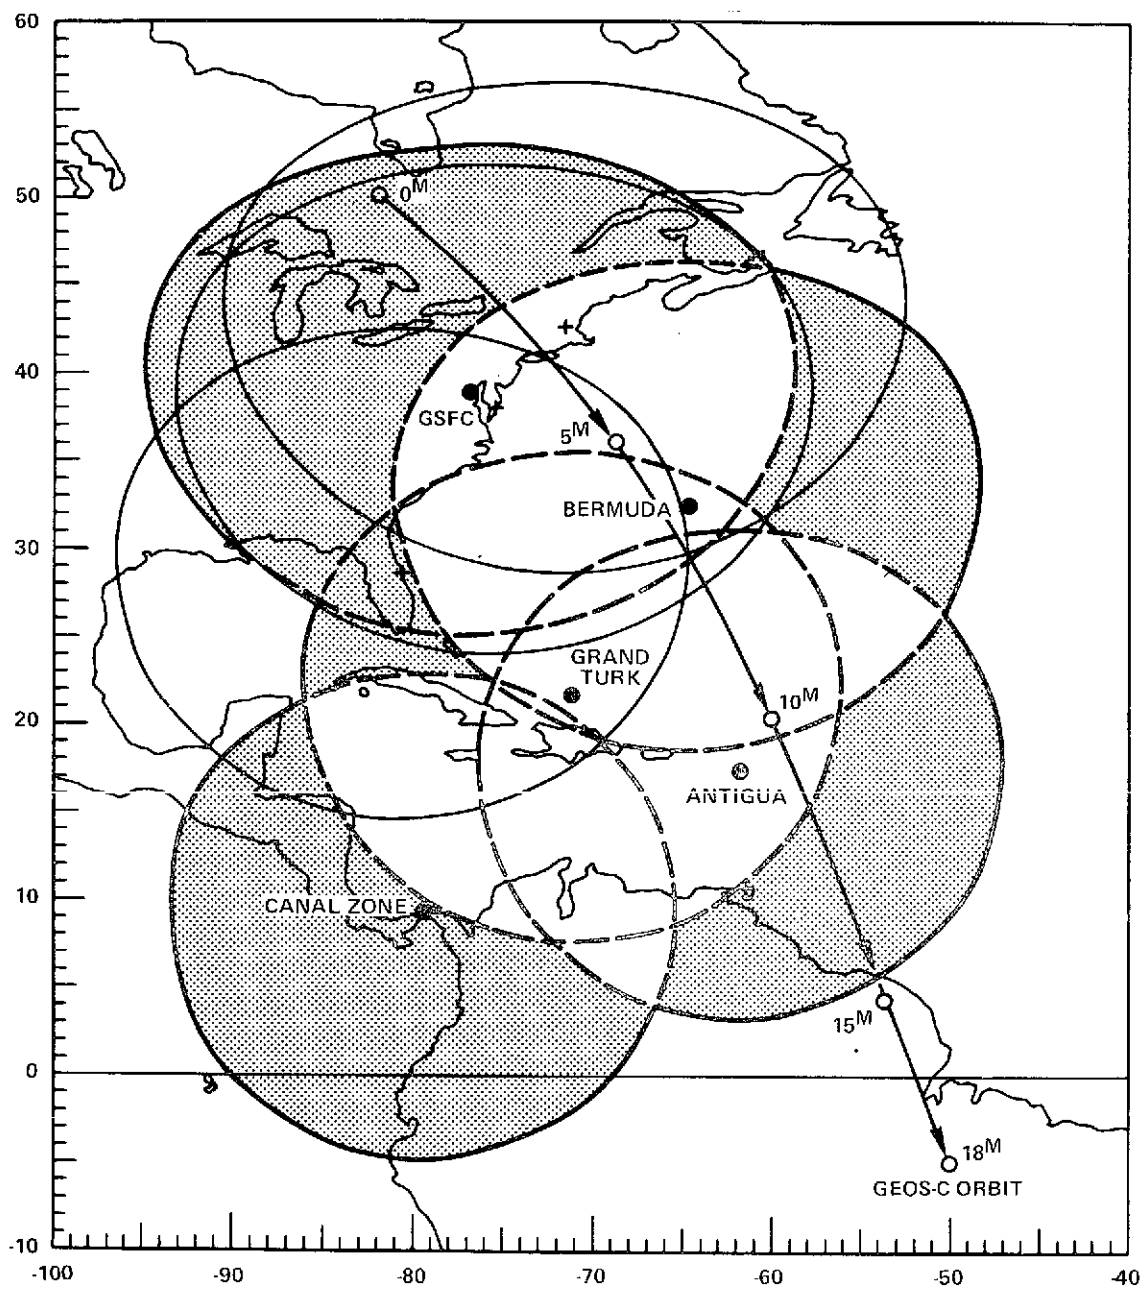 60
50
0M
40
GSFC
5M
BERMUDA
30
GRAND
TURK
20
10M
ANTIGUA
10
CANAL ZONE
15M
0
18M
GEOS-C ORBIT
-10
-100
-90
-80
-70
-60
-50
-40